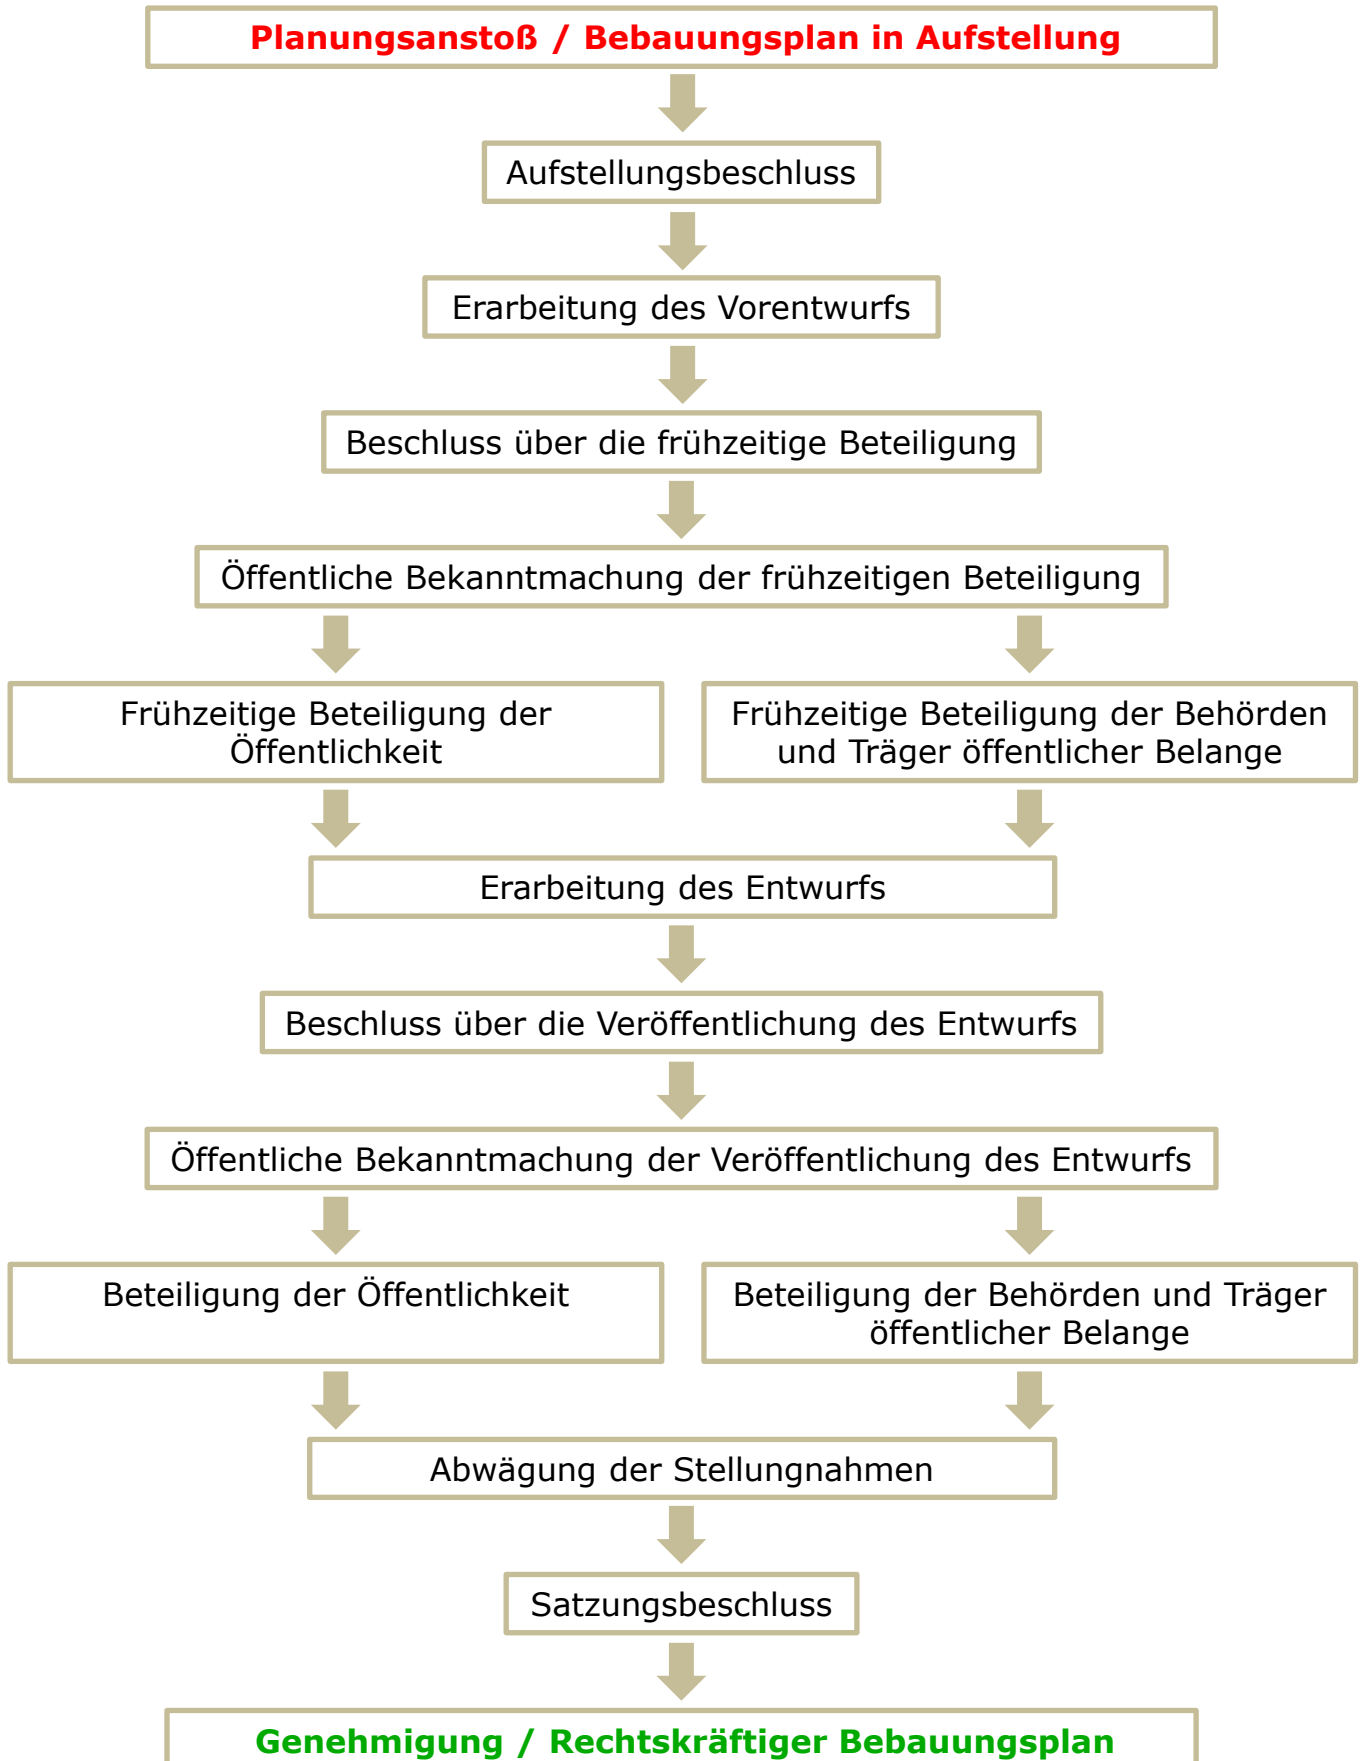 Planungsanstoß / Bebauungsplan in Aufstellung
Aufstellungsbeschluss
Erarbeitung des Vorentwurfs
Beschluss über die frühzeitige Beteiligung
Öffentliche Bekanntmachung der frühzeitigen Beteiligung
Frühzeitige Beteiligung der
Öffentlichkeit
Frühzeitige Beteiligung der Behörden
und Träger öffentlicher Belange
Erarbeitung des Entwurfs
Beschluss über die Veröffentlichung des Entwurfs
Öffentliche Bekanntmachung der Veröffentlichung des Entwurfs
Beteiligung der Öffentlichkeit
Beteiligung der Behörden und Träger
öffentlicher Belange
Abwägung der Stellungnahmen
Satzungsbeschluss
Genehmigung / Rechtskräftiger Bebauungsplan